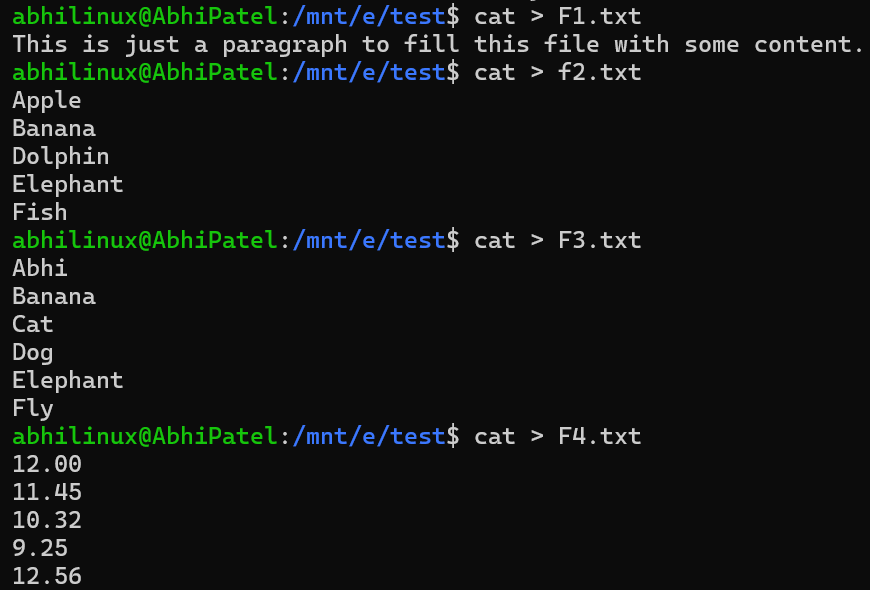 abhilinux@AbhiPatel:/mnt/e/test$ cat > F1.txt
This is just a paragraph to fill this file with some content.
abhilinux@AbhiPatel:/mnt/e/test$ cat > f2.txt
Apple
Banana
Dolphin
Elephant
Fish
abhilinux@AbhiPatel:/mnt/e/test$ cat > F3.txt
Abhi
Banana
Cat
Dog
Elephant
Fly
abhilinux@AbhiPatel:/mnt/e/test$ cat > F4.txt
12.00
11.45
10.32
9.25
12.56